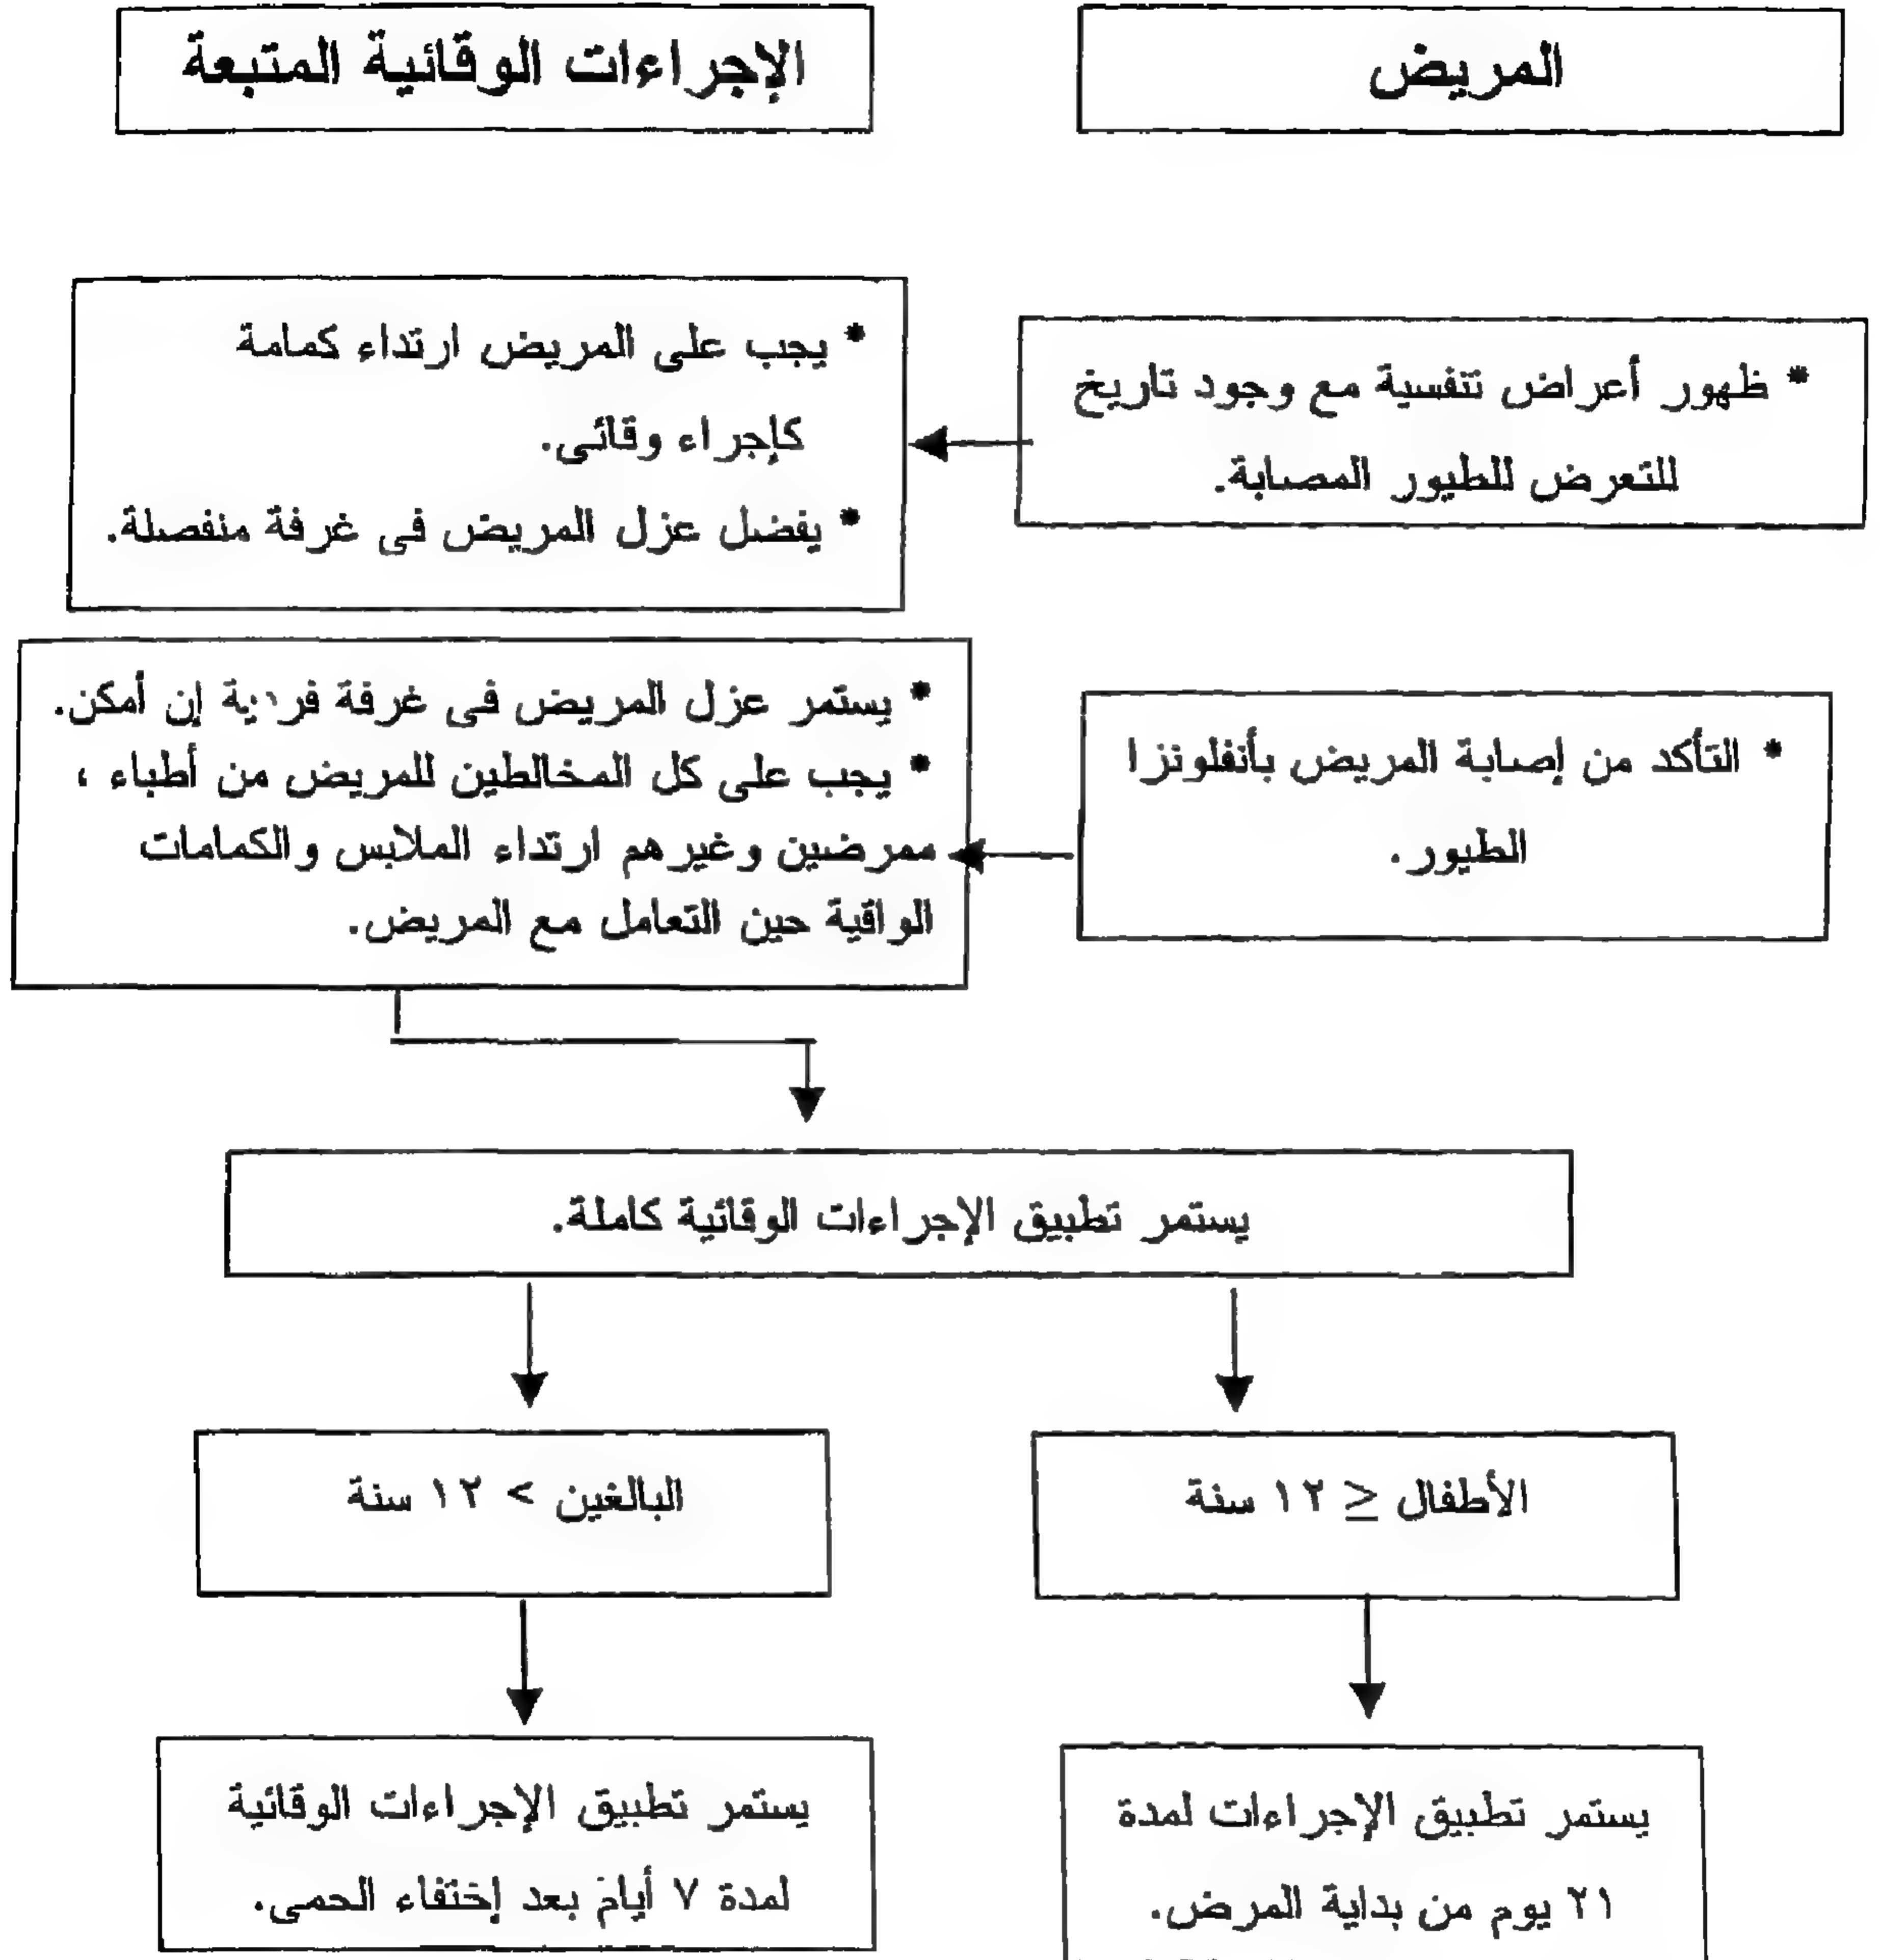 المريض
الإجراءات الوقائية المتبعة
* ظهور أعراض تنفسية مع وجود تاريخ
للتعرض للطيور المصابة.
* يجب على المريض ارتداء كمامة
كإجراء وقائى.
* يفضل عزل المريض فى غرفة منفصلة.
* التأكد من إصابة المريض بأنفلونزا
الطيور.
* يستمر عزل المريض فى غرفة فردية إن أمكن.
* يجب على كل المخالطين للمريض من أطباء ،
ممرضين وغيرهم ارتداء الملابس والكمامات
الواقية حين التعامل مع المريض.
يستمر تطبيق الإجراءات الوقائية كاملة.
الأطفال ≤ ١٢ سنة
البالغين > ١٢ سنة
يستمر تطبيق الإجراءات لمدة
٢١ يوم من بداية المرض.
يستمر تطبيق الإجراءات الوقائية
لمدة ٧ أيام بعد إختفاء الحمى.